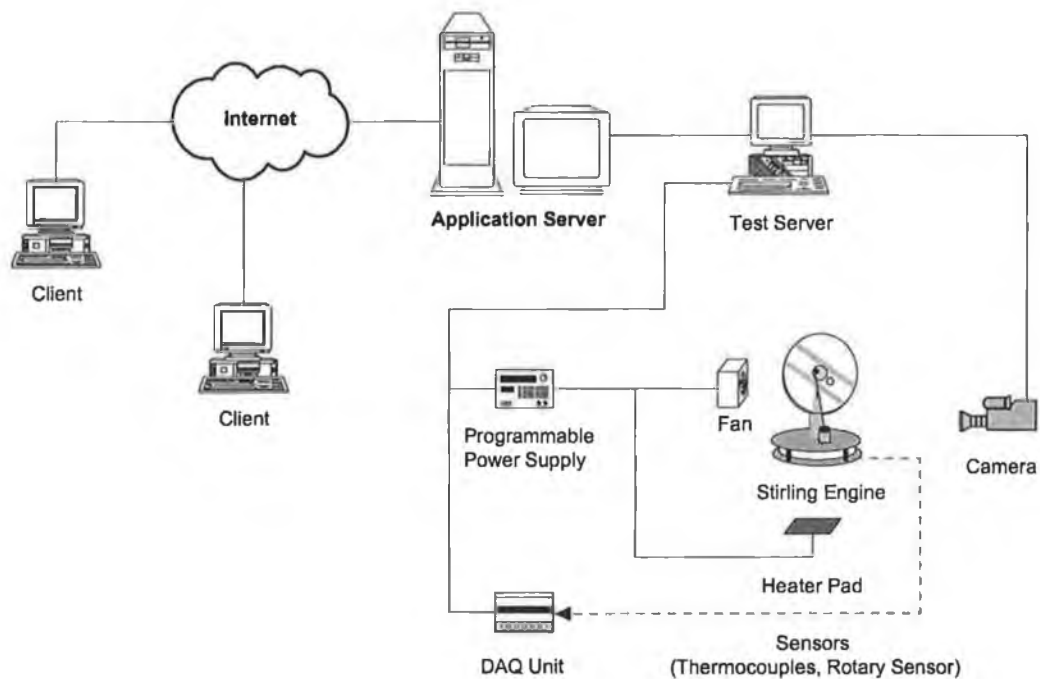 Internet
Application Server
Test Server
Client
Client
Programmable
Power Supply
Fan
Stirling Engine
Camera
Heater Pad
DAQ Unit
Sensors
(Thermocouples, Rotary Sensor)